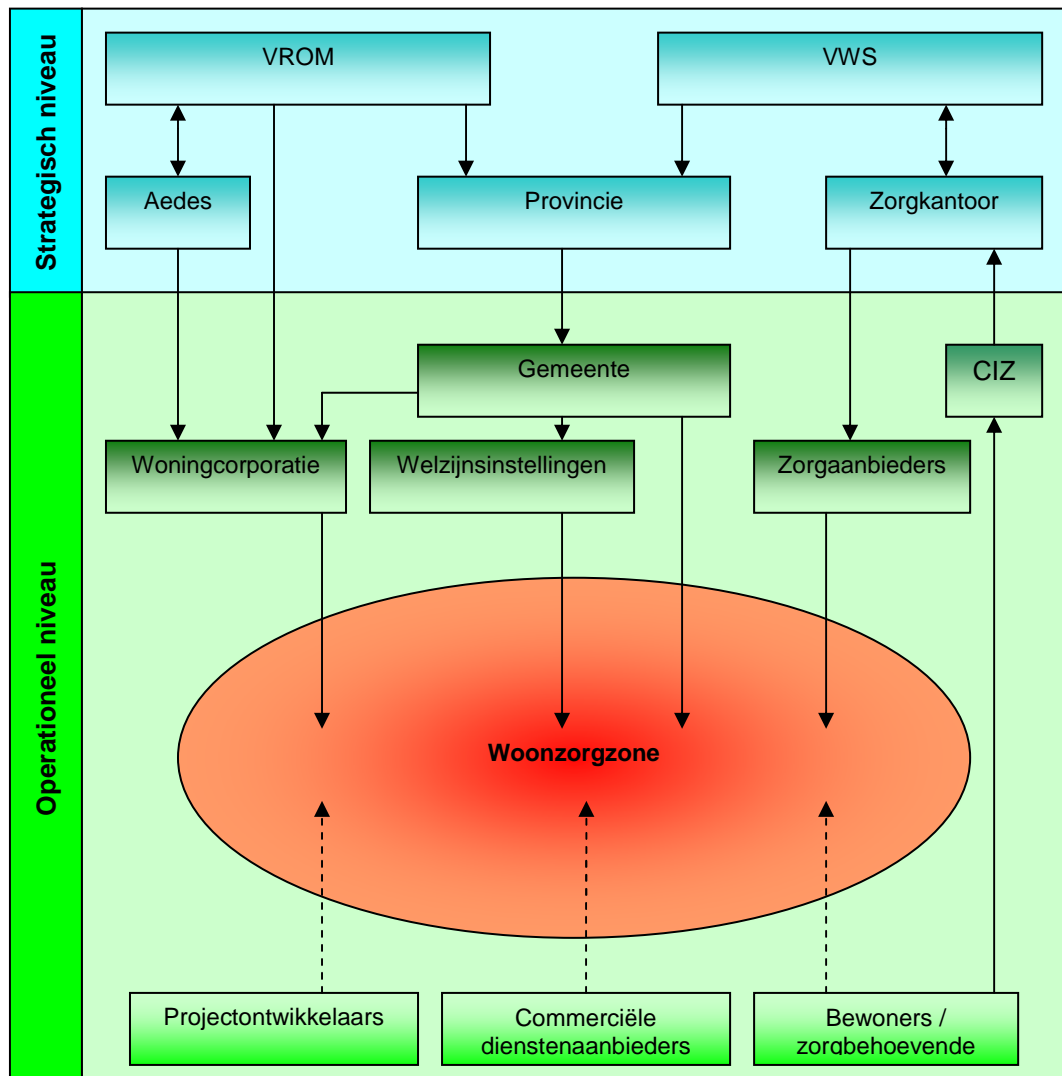 Strategisch niveau
VROM
VWS
Aedes
Provincie
Zorgkantoor
Operationeel niveau
Gemeente
CIZ
Woningcorporatie
Welzijnsinstellingen
Zorgaanbieders
Woonzorgzone
Projectontwikkelaars
Commerciële
dienstenaanbieders
Bewoners /
zorgbehoevende